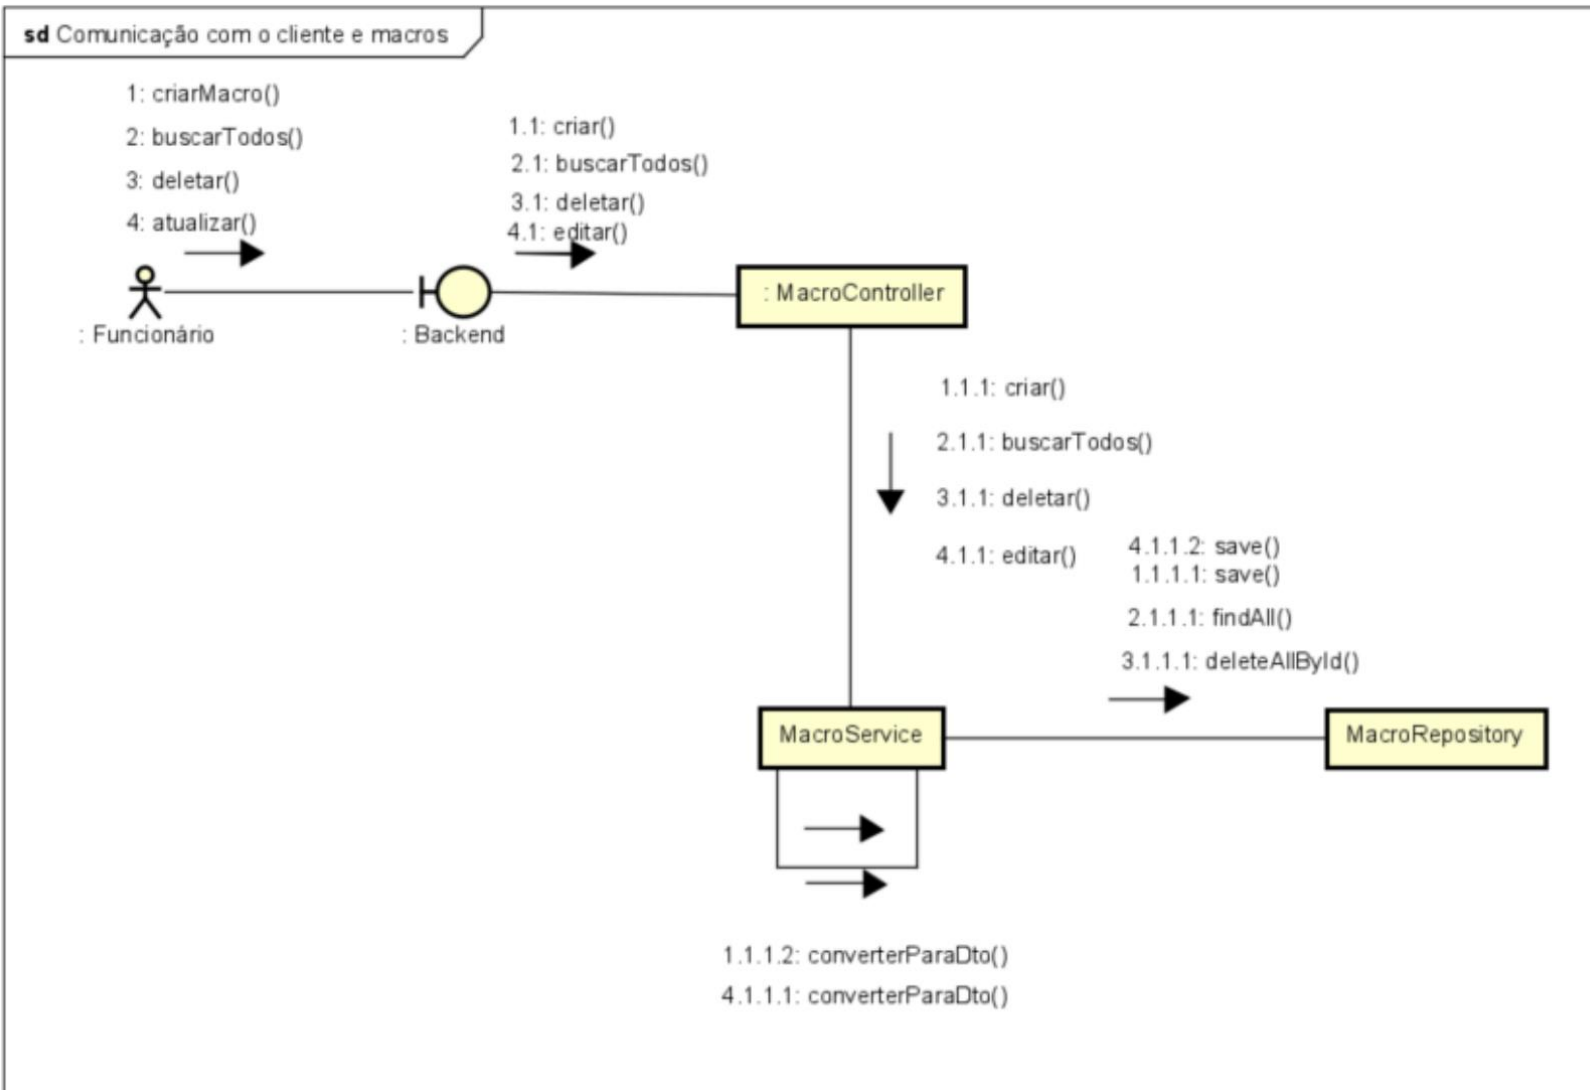 sd Comunicação com o cliente e macros
1: criarMacro()
2: buscarTodos()
3: deletar()
4: atualizar()
1.1: criar()
2.1: buscarTodos()
3.1: deletar()
4.1: editar()
: Funcionário
: Backend
: MacroController
1.1.1: criar()
2.1.1: buscarTodos()
3.1.1: deletar()
4.1.1: editar()
4.1.1.2: save()
1.1.1.1: save()
2.1.1.1: findAll()
3.1.1.1: deleteAllById()
MacroService
MacroRepository
1.1.1.2: converterParaDto()
4.1.1.1: converterParaDto()